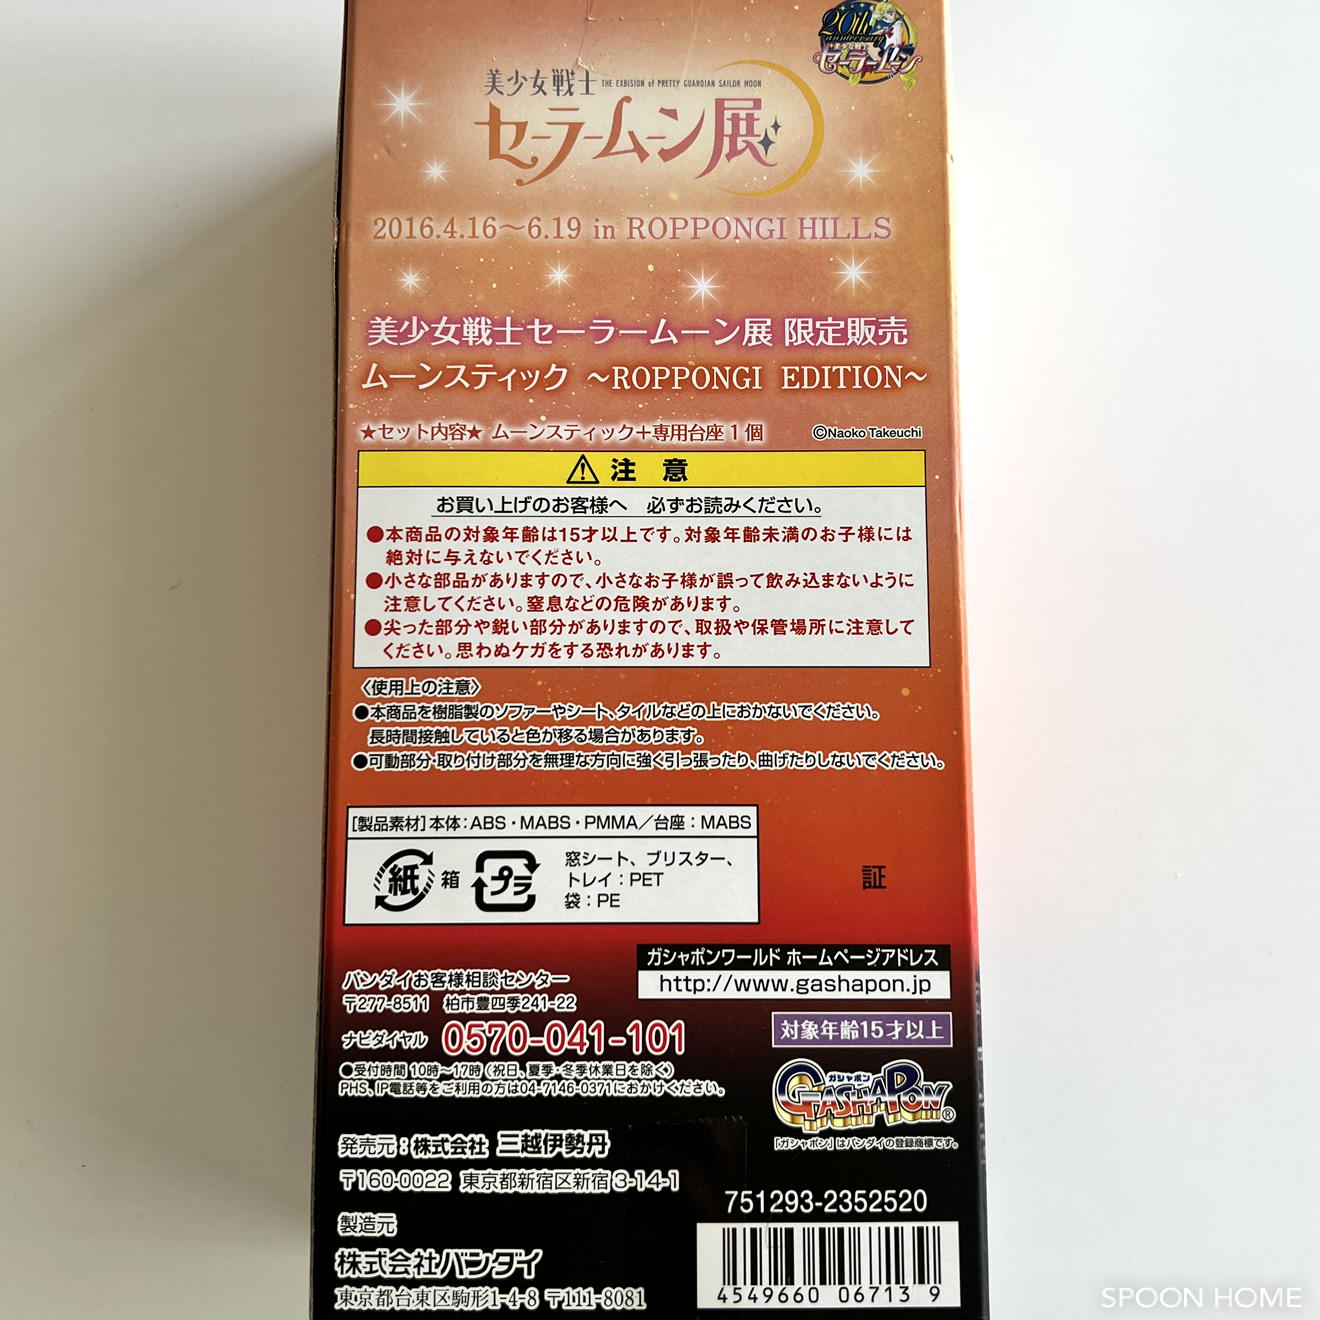 20th
anniversary
美少女戦士
セーラームーン
美少女戦士 THE EXBISION of PRETTY GUARDIAN SAILOR MOON
セーラームーン展
2016.4.16～6.19 in ROPPONGI HILLS
美少女戦士セーラームーン展 限定販売
ムーンスティック ～ROPPONGI EDITION～
★セット内容★ ムーンスティック＋専用台座1個
©Naoko Takeuchi
⚠注 意
お買い上げのお客様へ 必ずお読みください。
●本商品の対象年齢は15才以上です。対象年齢未満のお子様には
絶対に与えないでください。
●小さな部品がありますので、小さなお子様が誤って飲み込まないように
注意してください。窒息などの危険があります。
●尖った部分や鋭い部分がありますので、取扱や保管場所に注意して
ください。思わぬケガをする恐れがあります。
〈使用上の注意〉
●本商品を樹脂製のソファーやシート、タイルなどの上におかないでください。
長時間接触していると色が移る場合があります。
●可動部分・取り付け部分を無理な方向に強く引っ張ったり、曲げたりしないでください。
[製品素材]本体：ABS・MABS・PMMA／台座：MABS
紙 箱 プラ
窓シート、ブリスター、
トレイ：PET
袋：PE
証
ガシャポンワールド ホームページアドレス
http://www.gashapon.jp
バンダイお客様相談センター
〒277-8511 柏市豊四季241-22
ナビダイヤル 0570-041-101
●受付時間 10時～17時（祝日、夏季・冬季休業日を除く）
PHS、IP電話等をご利用の方は04-7146-0371におかけください。
対象年齢15才以上
ガシャポン
GASHAPON®
「ガシャポン」はバンダイの登録商標です。
発売元：株式会社 三越伊勢丹
〒160-0022 東京都新宿区新宿3-14-1
製造元
株式会社バンダイ
東京都台東区駒形1-4-8 〒111-8081
751293-2352520
4549660 06713 9
SPOON HOME